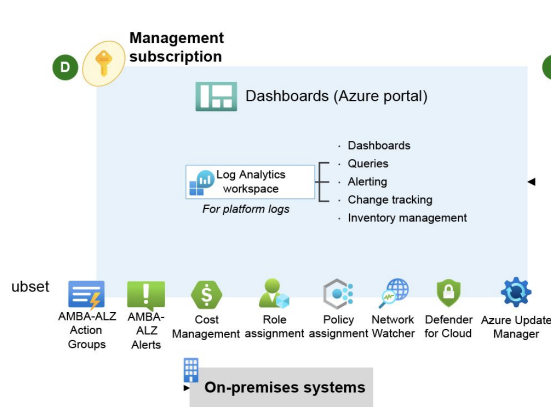 Management
subscription
D
Dashboards (Azure portal)
Log Analytics
workspace
For platform logs
· Dashboards
· Queries
· Alerting
· Change tracking
· Inventory management
ubset
AMBA-ALZ
Action
Groups
AMBA-
ALZ
Alerts
Cost
Management
Role
assignment
Policy
assignment
Network
Watcher
Defender
for Cloud
Azure Update
Manager
On-premises systems